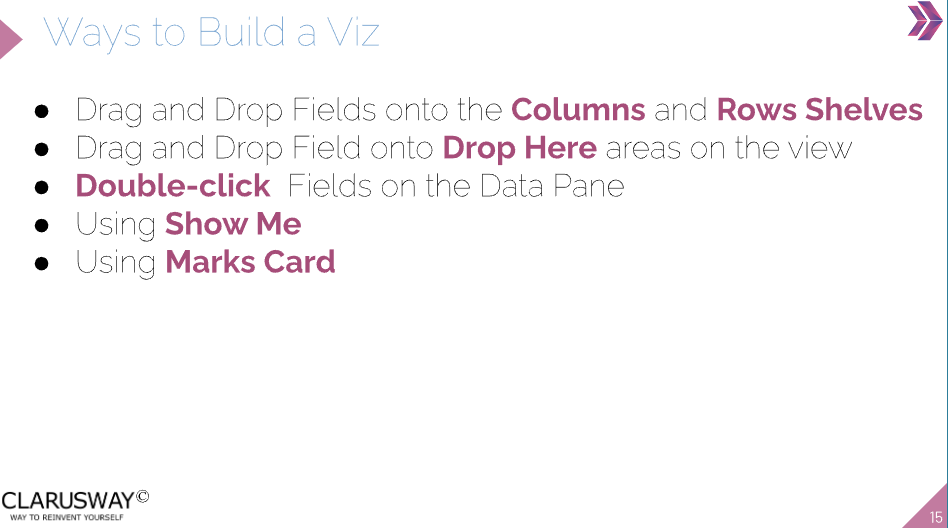 Ways to Build a Viz
● Drag and Drop Fields onto the Columns and Rows Shelves
● Drag and Drop Field onto Drop Here areas on the view
● Double-click Fields on the Data Pane
● Using Show Me
● Using Marks Card
CLARUSWAY©
WAY TO REINVENT YOURSELF
15